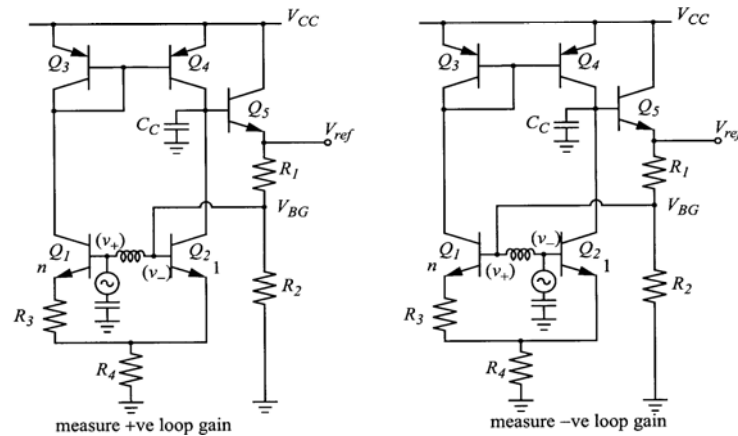 V_CC
Q_3
Q_4
Q_5
C_C
V_ref
R_1
V_BG
Q_1
(v_+)
(v_-)
Q_2
n
1
R_3
R_2
R_4
measure +ve loop gain
V_CC
Q_3
Q_4
Q_5
C_C
V_ref
R_1
V_BG
Q_1
(v_-)
Q_2
n
(v_+)
1
R_3
R_2
R_4
measure –ve loop gain